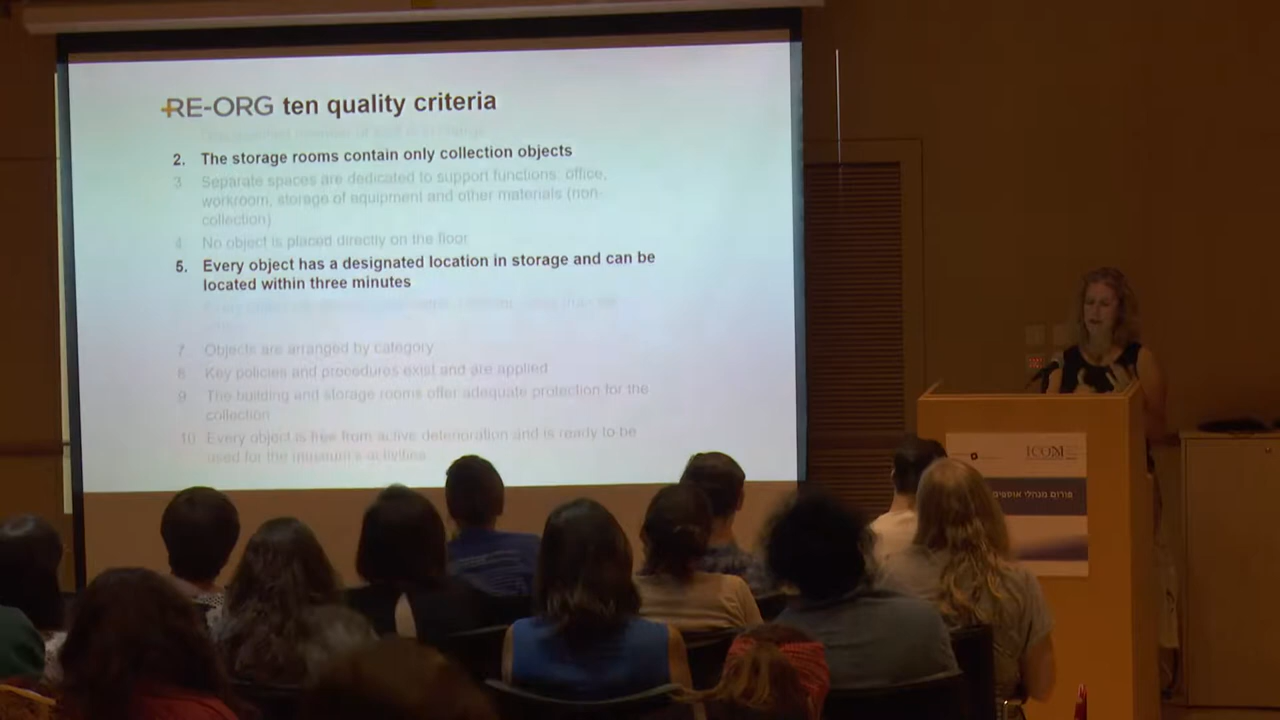 RE-ORG ten quality criteria
2. The storage rooms contain only collection objects
3 Separate spaces are dedicated to support functions: office,
workroom, storage of equipment and other materials (non-
collection)
4. No object is placed directly on the floor
5. Every object has a designated location in storage and can be
located within three minutes
7. Objects are arranged by category
8 Key policies and procedures exist and are applied
9 The building and storage rooms offer adequate protection for the
collection
10 Every object is free from active deterioration and is ready to be
used for the museum's activities
ICOM
פורום מנהלי אוספים